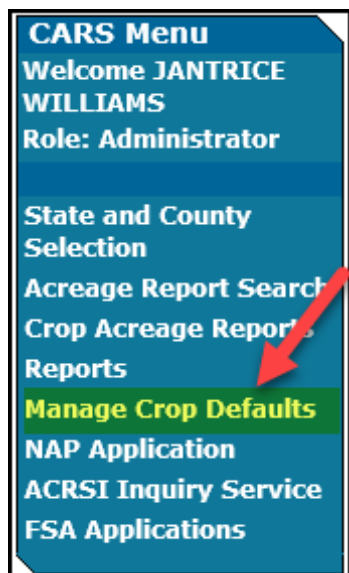 CARS Menu
Welcome JANTRICE
WILLIAMS
Role: Administrator
State and County
Selection
Acreage Report Search
Crop Acreage Reports
Reports
Manage Crop Defaults
NAP Application
ACRSI Inquiry Service
FSA Applications